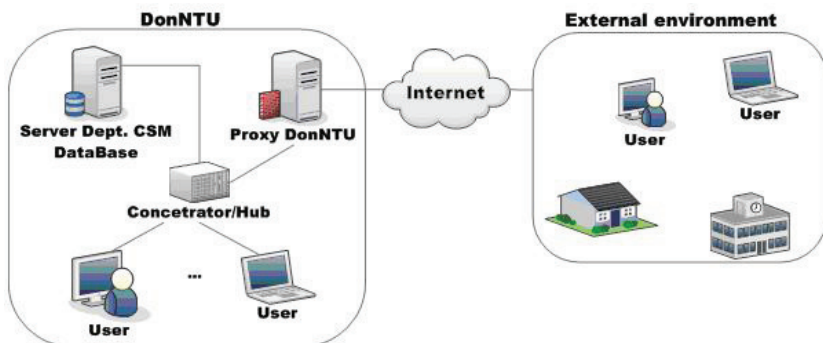 DonNTU
External environment
Server Dept. CSM
DataBase
Proxy DonNTU
Internet
User
User
Concetrator/Hub
...
User
User